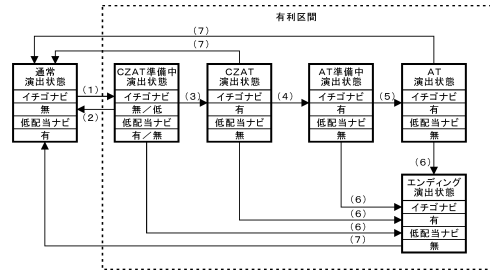 有利区間
(7)
(7)
通常
演出状態
イチゴナビ
無
低配当ナビ
有
(1)
(2)
CZAT準備中
演出状態
イチゴナビ
無/低
低配当ナビ
有/無
(3)
CZAT
演出状態
イチゴナビ
有
低配当ナビ
無
(4)
AT準備中
演出状態
イチゴナビ
有
低配当ナビ
無
(5)
AT
演出状態
イチゴナビ
有
低配当ナビ
無
(6)
(6)
(6)
(6)
(7)
エンディング
演出状態
イチゴナビ
有
低配当ナビ
無